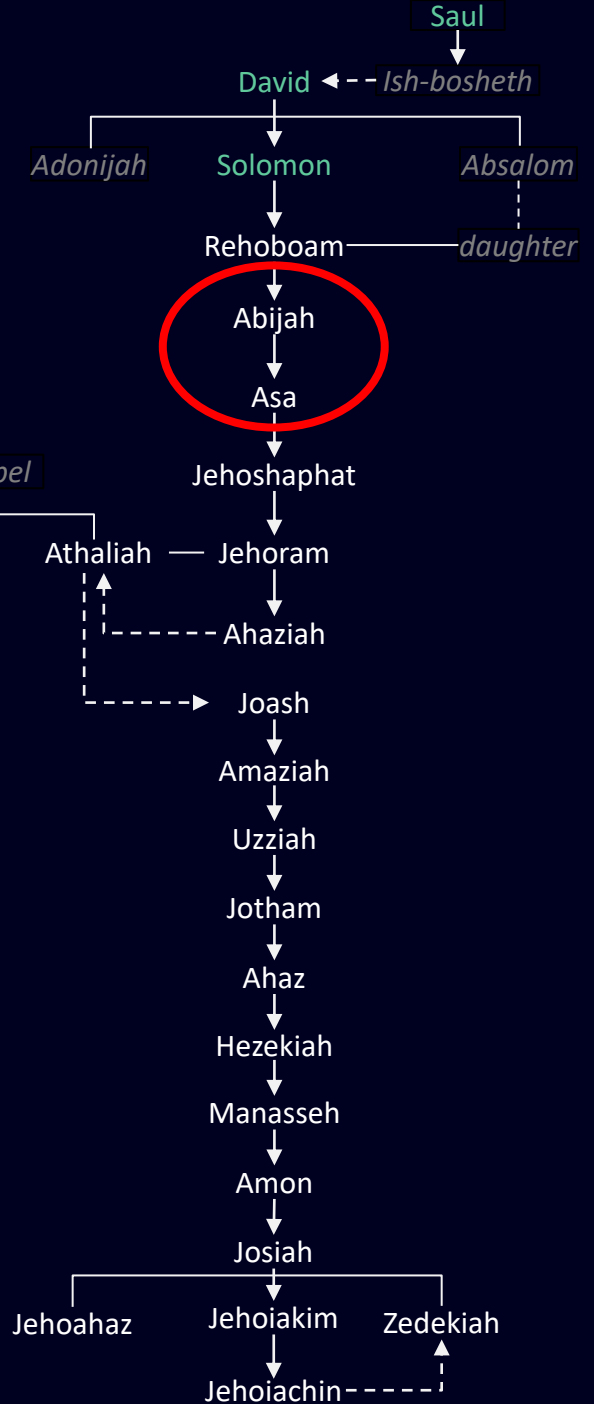 Saul
David
Ish-bosheth
Adonijah
Solomon
Absalom
Rehoboam
daughter
Abijah
Asa
Jehoshaphat
Athaliah
Jehoram
Ahaziah
Joash
Amaziah
Uzziah
Jotham
Ahaz
Hezekiah
Manasseh
Amon
Josiah
Jehoahaz
Jehoiakim
Zedekiah
Jehoiachin